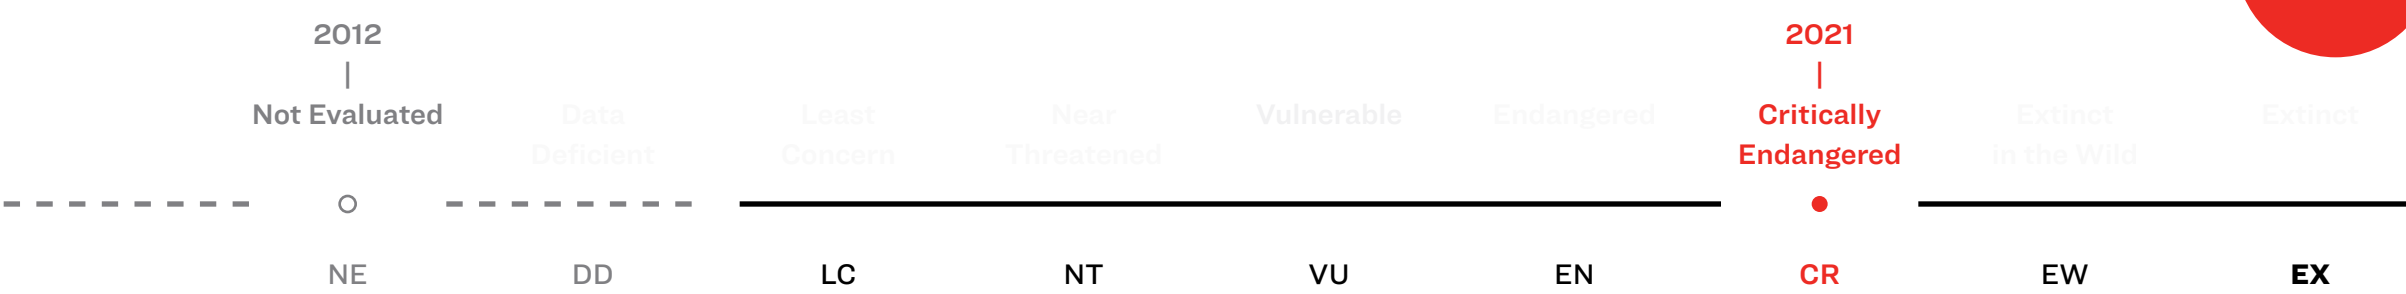 2012
2021
|
|
Not Evaluated
Data
Deficient
Least
Concern
Near
Threatened
Vulnerable
Endangered
Critically
Endangered
Extinct
in the Wild
Extinct
NE
DD
LC
NT
VU
EN
CR
EW
EX